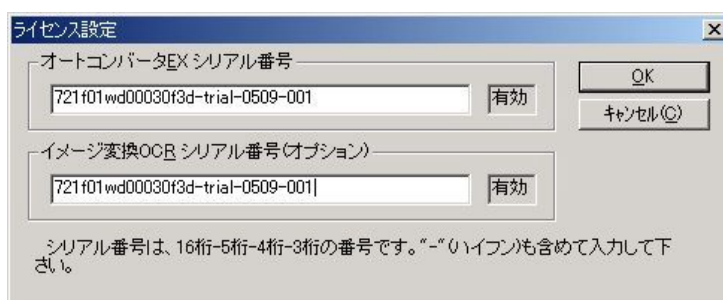 ライセンス設定
オートコンバータEX シリアル番号
721f01wd00030f3d-trial-0509-001
有効
OK
キャンセル(C)
イメージ変換OCR シリアル番号(オプション)
721f01wd00030f3d-trial-0509-001
有効
シリアル番号は、16桁-5桁-4桁-3桁の番号です。"-"(ハイフン)も含めて入力して下
さい。